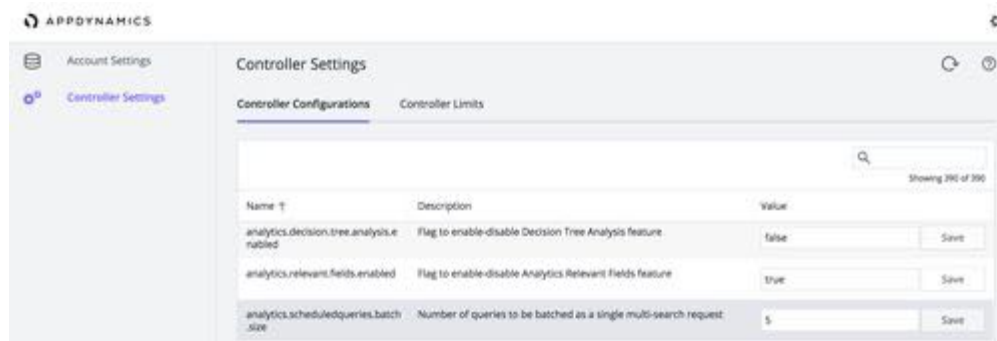 APPDYNAMICS
Account Settings
Controller Settings
Controller Settings
Controller Configurations Controller Limits
Showing 390 of 390
Name ↑ Description Value
analytics.decision.tree.analysis.e Flag to enable-disable Decision Tree Analysis feature false Save
nabled
analytics.relevant.fields.enabled Flag to enable-disable Analytics Relevant Fields feature true Save
analytics.scheduledqueries.batch Number of queries to be batched as a single multi-search request 5 Save
.size